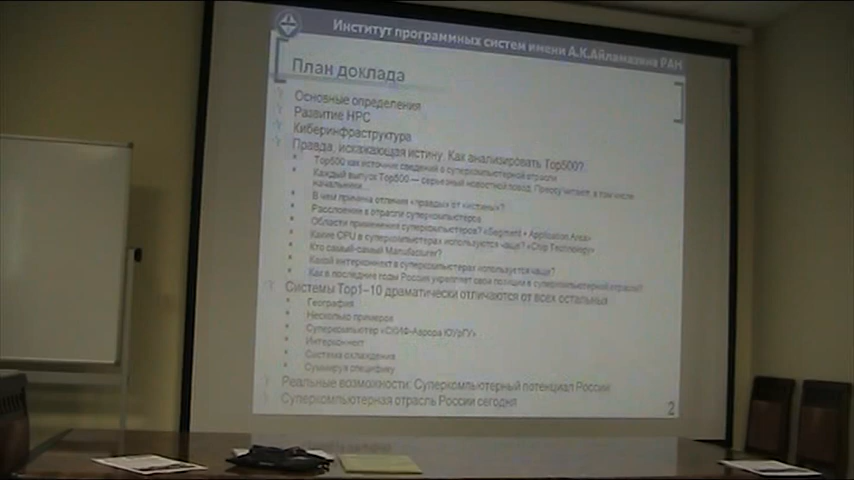 Институт программных систем имени А.К.Айламазяна РАН
План доклада
Основные определения
Развитие HPC
Киберинфраструктура
Правда, искажающая истину. Как анализировать Top500?
Top500 как источник сведений о суперкомпьютерной отрасли
Каждый выпуск Top500 — серьезный новостной повод. Прессу читают, в том числе
начальники...
В чем причина отличия «правды» от «истины»?
Расслоение в отрасли суперкомпьютеров
Области применения суперкомпьютеров? «Segment + Application Area»
Какие CPU в суперкомпьютерах используются чаще? «Chip Technology»
Кто самый-самый Manufacturer?
Какой интерконнект в суперкомпьютерах используется чаще?
Как в последние годы Россия укрепляет свои позиции в суперкомпьютерной отрасли?
Системы Top1–10 драматически отличаются от всех остальных
География
Несколько примеров
Суперкомпьютер «СКИФ-Аврора ЮУрГУ»
Интерконнект
Система охлаждения
Суммируя специфику
Реальные возможности: Суперкомпьютерный потенциал России
Суперкомпьютерная отрасль России сегодня
2